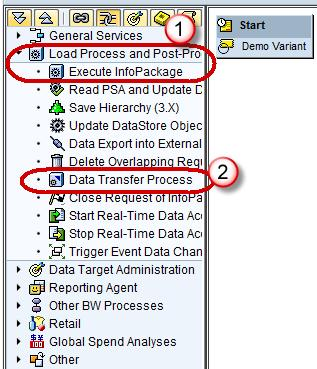 1
General Services
Load Process and Post-Pro
Execute InfoPackage
Read PSA and Update D
Save Hierarchy (3.X)
Update DataStore Objec
Data Export into External
Delete Overlapping Requ
2
Data Transfer Process
Close Request of InfoPa
Start Real-Time Data Acc
Stop Real-Time Data Acc
Trigger Event Data Chan
Data Target Administration
Reporting Agent
Other BW Processes
Retail
Global Spend Analyses
Other
Start
Demo Variant